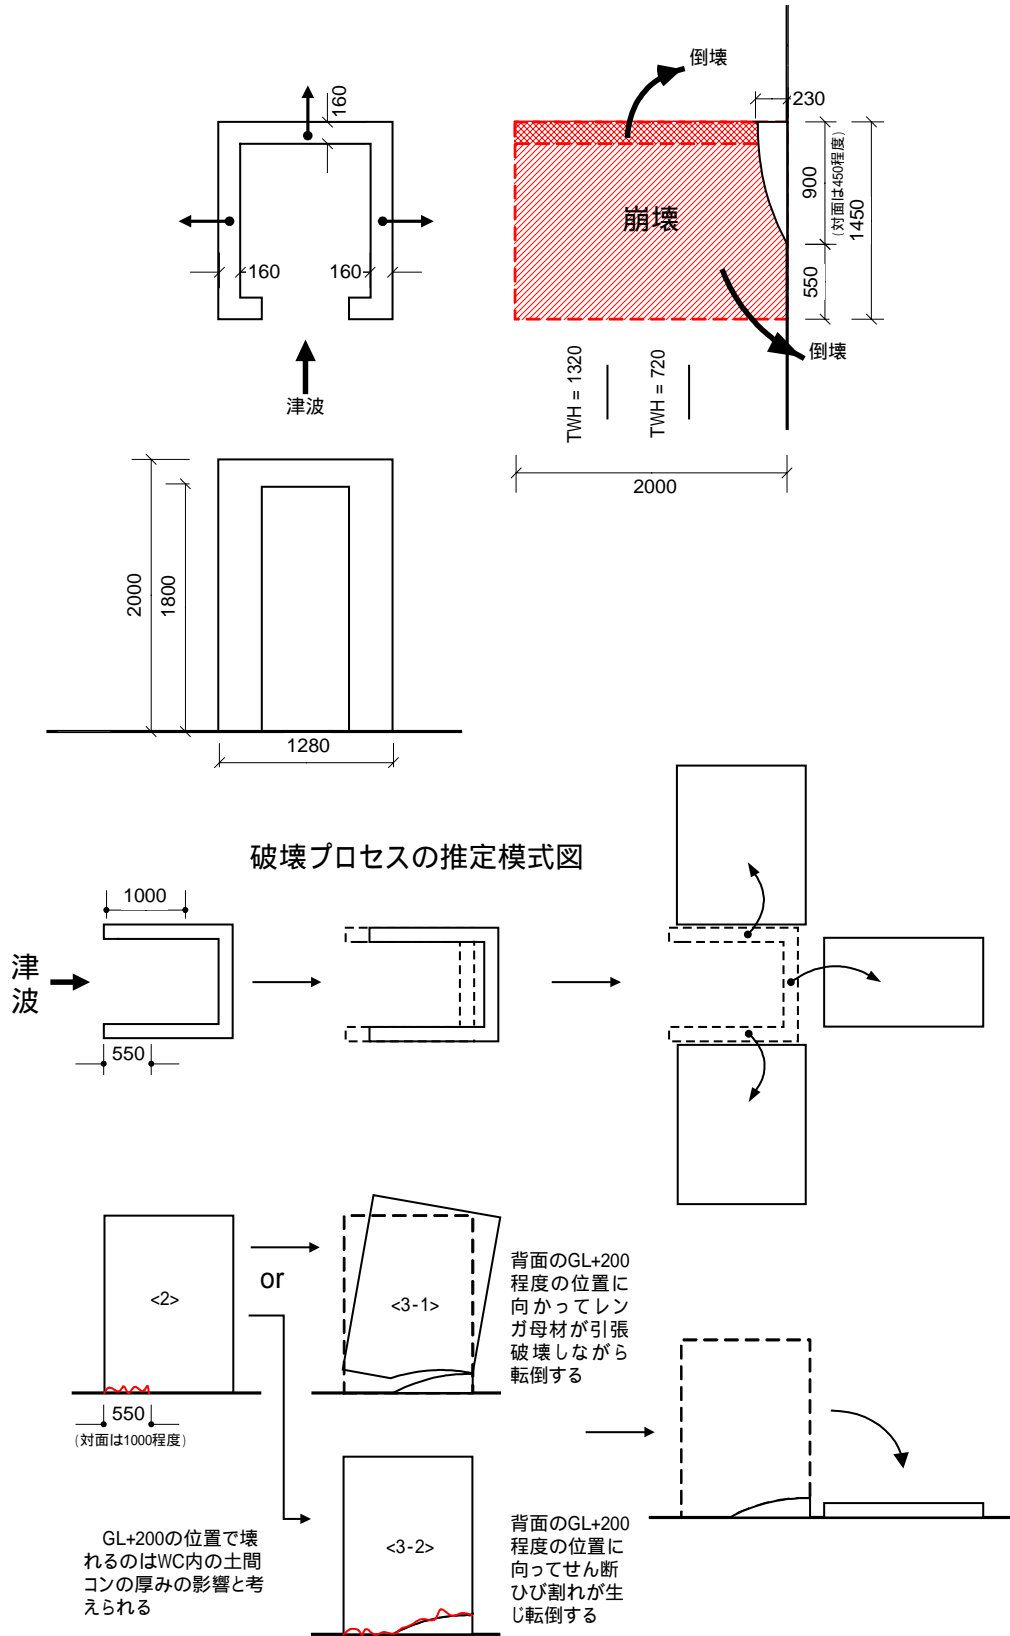 倒壊
160
230
崩壊
900
(対面は450程度)
1450
550
160
160
倒壊
津波
TWH = 1320
TWH = 720
2000
2000
1800
1280
破壊プロセスの推定模式図
1000
津
波
550
<2>
or
<3-1>
背面のGL+200
程度の位置に
向かってレン
ガ母材が引張
破壊しながら
転倒する
550
(対面は1000程度)
GL+200の位置で壊
れるのはWC内の土間
コンの厚みの影響と考
えられる
<3-2>
背面のGL+200
程度の位置に
向ってせん断
ひび割れが生
じ転倒する